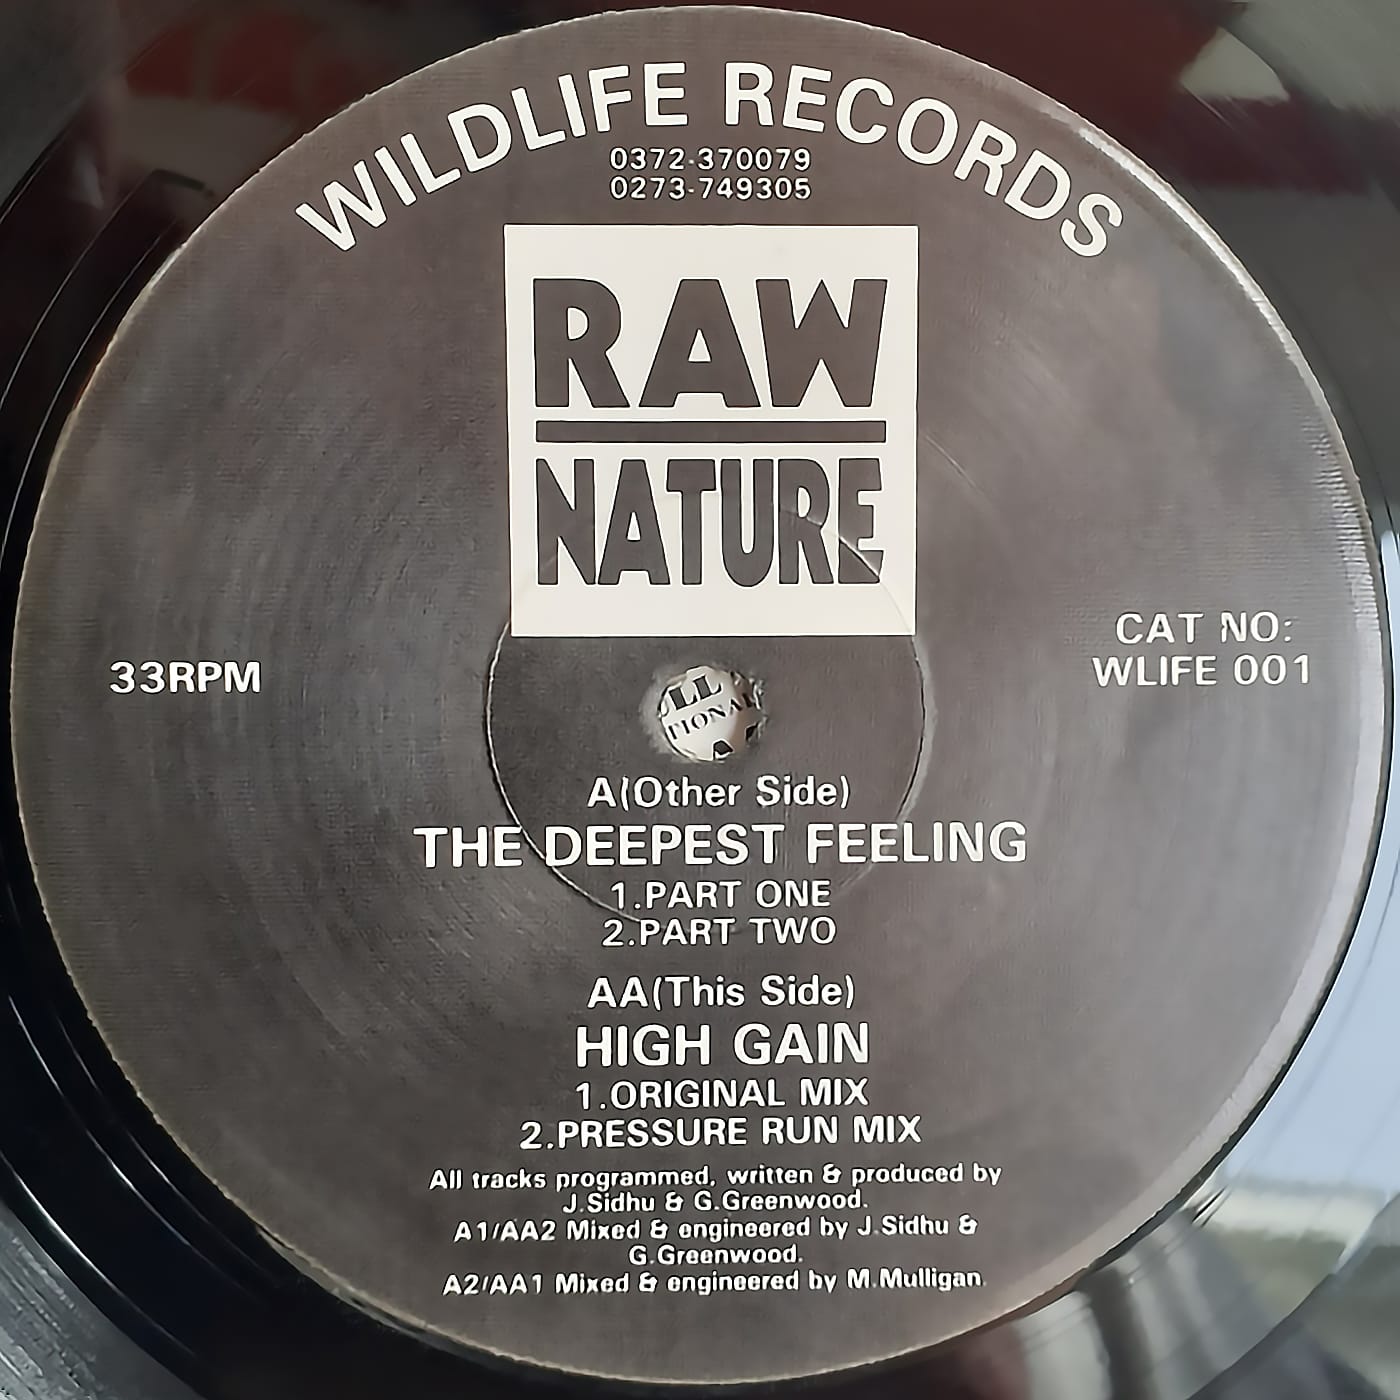 WILDLIFE RECORDS
0372-370079
0273-749305
RAW
NATURE
33RPM
CAT NO:
WLIFE 001
A(Other Side)
THE DEEPEST FEELING
1.PART ONE
2.PART TWO
AA(This Side)
HIGH GAIN
1.ORIGINAL MIX
2.PRESSURE RUN MIX
All tracks programmed, written & produced by
J.Sidhu & G.Greenwood.
A1/AA2 Mixed & engineered by J.Sidhu &
G.Greenwood.
A2/AA1 Mixed & engineered by M.Mulligan.